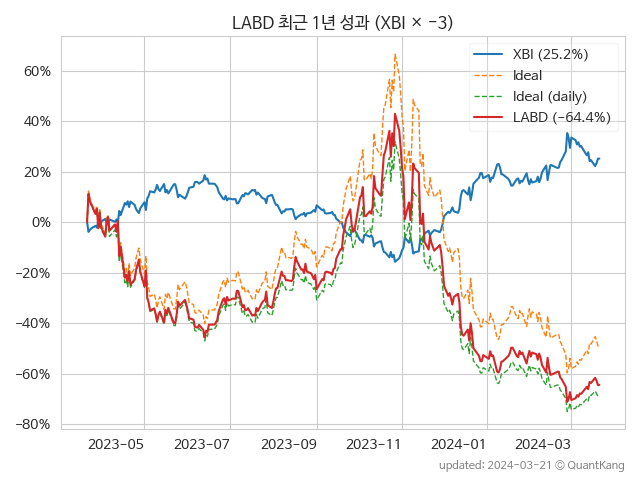 LABD 최근 1년 성과 (XBI × −3)
XBI (25.2%)
Ideal
Ideal (daily)
LABD (−64.4%)
60%
40%
20%
0%
−20%
−40%
−60%
−80%
2023−05
2023−07
2023−09
2023−11
2024−01
2024−03
updated: 2024−03−21 © QuantKang